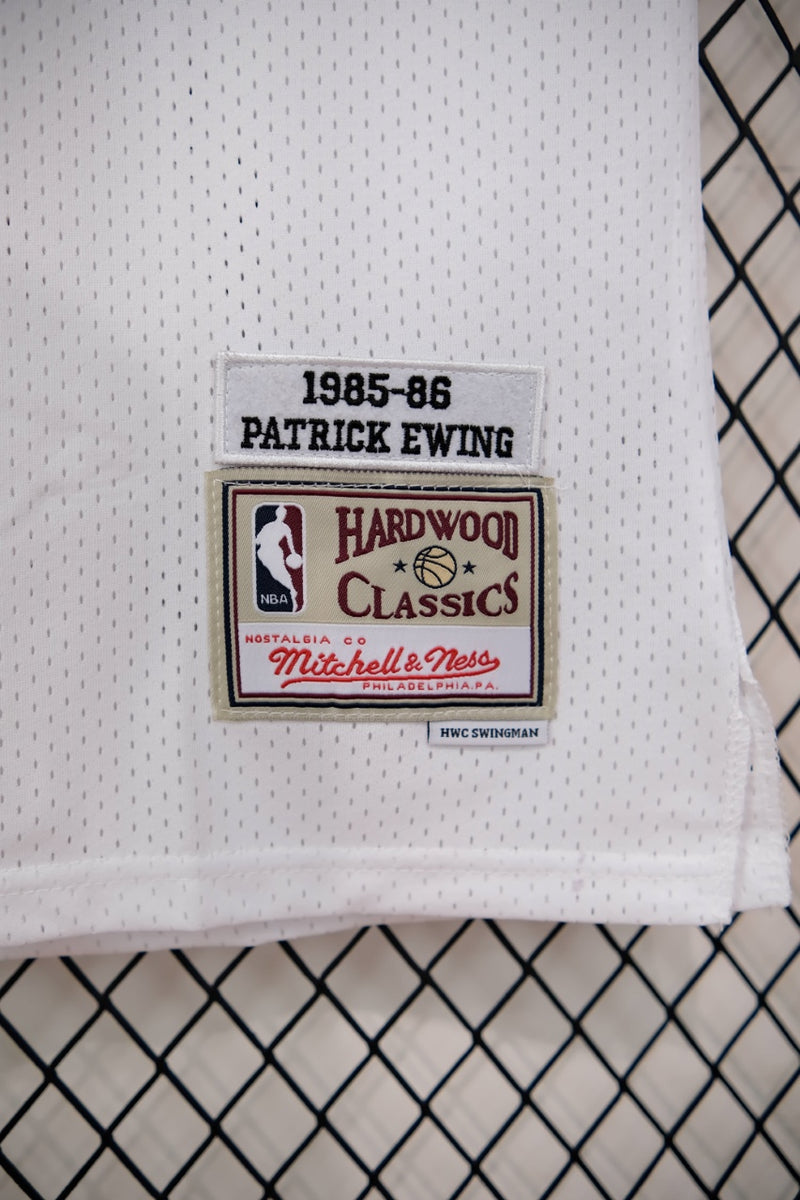 1985-86
PATRICK EWING
HARDWOOD
CLASSICS
NBA
NOSTALGIA CO
Mitchell & Ness
PHILADELPHIA.PA.
HWC SWINGMAN